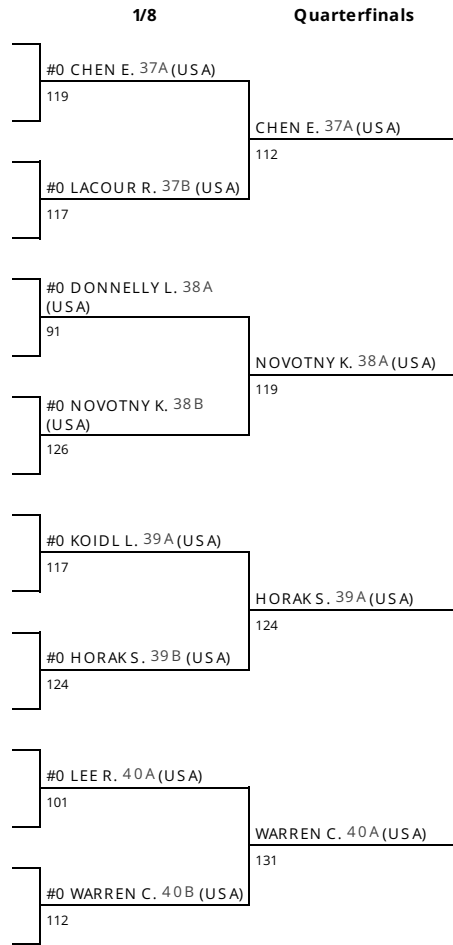 1/8
Quarterfinals
#0 CHEN E. 37A (USA)
119
CHEN E. 37A (USA)
112
#0 LACOUR R. 37B (USA)
117
#0 DONNELLY L. 38A
(USA)
91
NOVOTNY K. 38A (USA)
119
#0 NOVOTNY K. 38B
(USA)
126
#0 KOIDL L. 39A (USA)
117
HORAK S. 39A (USA)
124
#0 HORAK S. 39B (USA)
124
#0 LEE R. 40A (USA)
101
WARREN C. 40A (USA)
131
#0 WARREN C. 40B (USA)
112